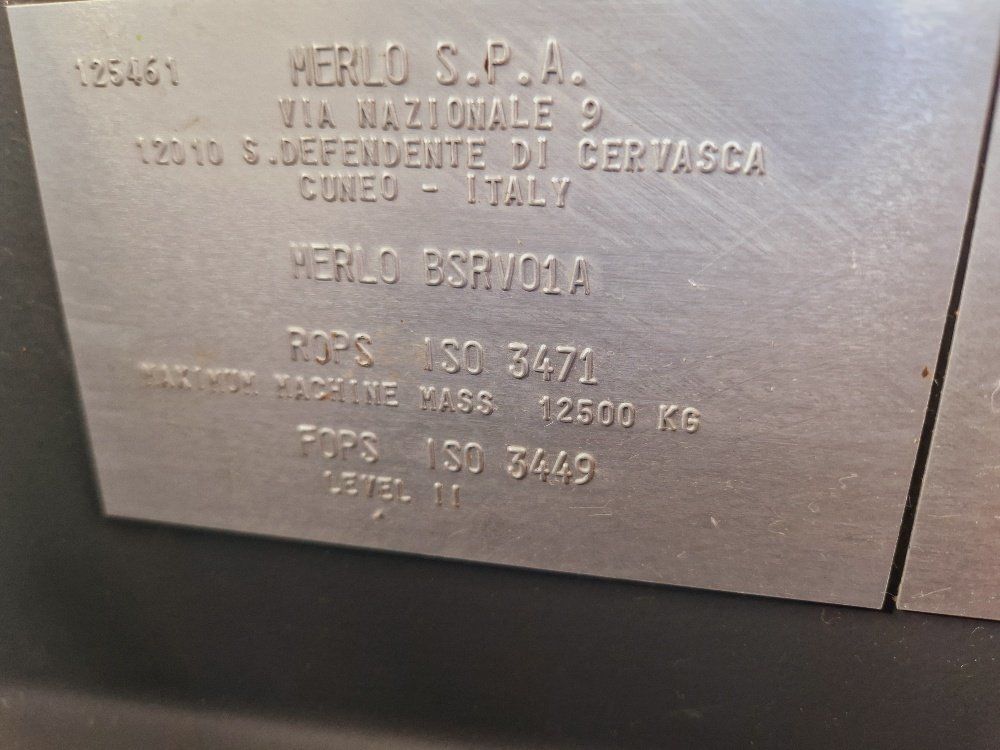 125461
MERLO S.P.A.
VIA NAZIONALE 9
12010 S.DEFENDENTE DI CERVASCA
CUNEO - ITALY
MERLO BSRV01A
ROPS ISO 3471
MAXIMUM MACHINE MASS 12500 KG
FOPS ISO 3449
LEVEL II